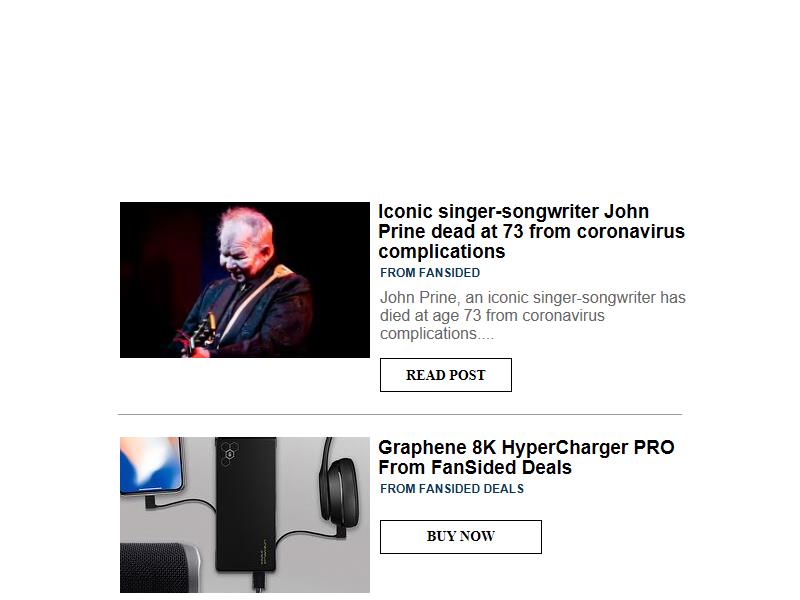 Iconic singer-songwriter John
Prine dead at 73 from coronavirus
complications
FROM FANSIDED
John Prine, an iconic singer-songwriter has
died at age 73 from coronavirus
complications....
READ POST
Graphene 8K HyperCharger PRO
From FanSided Deals
FROM FANSIDED DEALS
BUY NOW